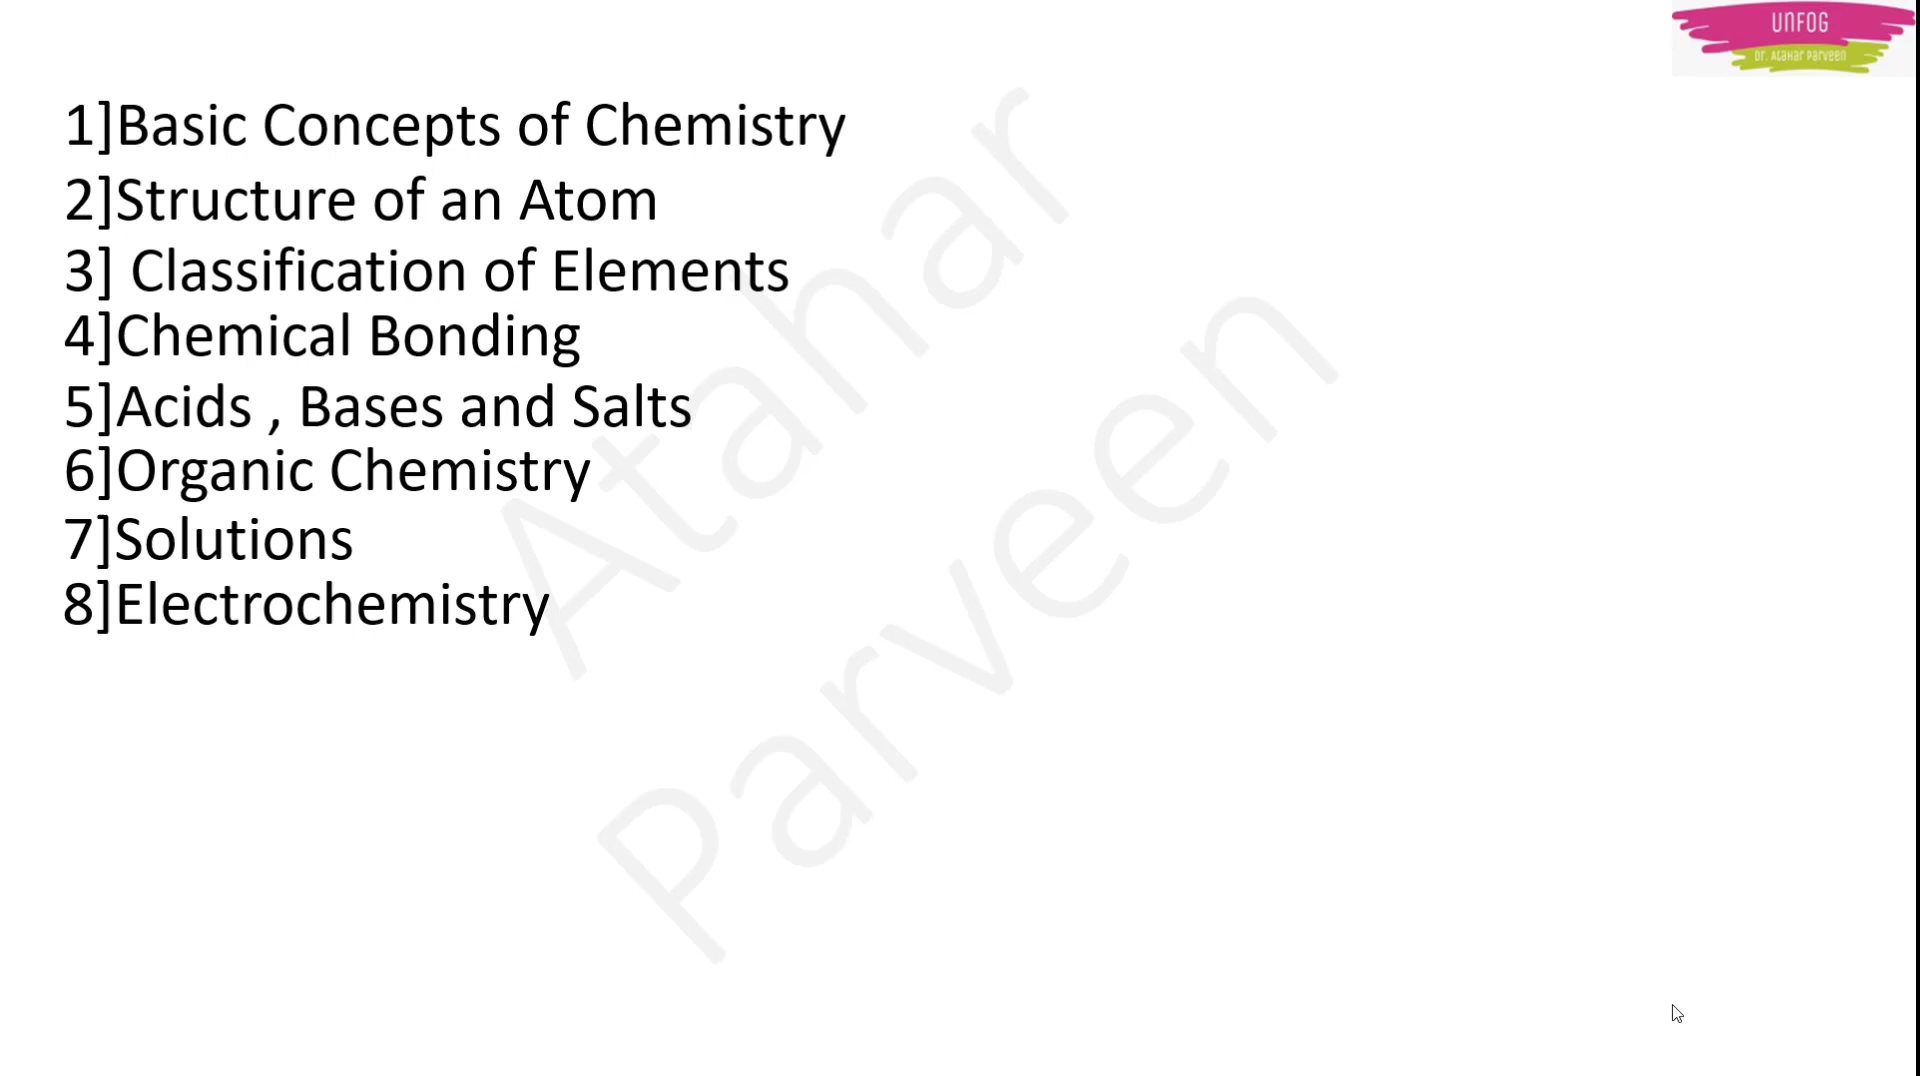 UNFOG
Dr. Atahar Parveen
1]Basic Concepts of Chemistry
2]Structure of an Atom
3] Classification of Elements
4]Chemical Bonding
5]Acids , Bases and Salts
6]Organic Chemistry
7]Solutions
8]Electrochemistry
Atahar
Parveen